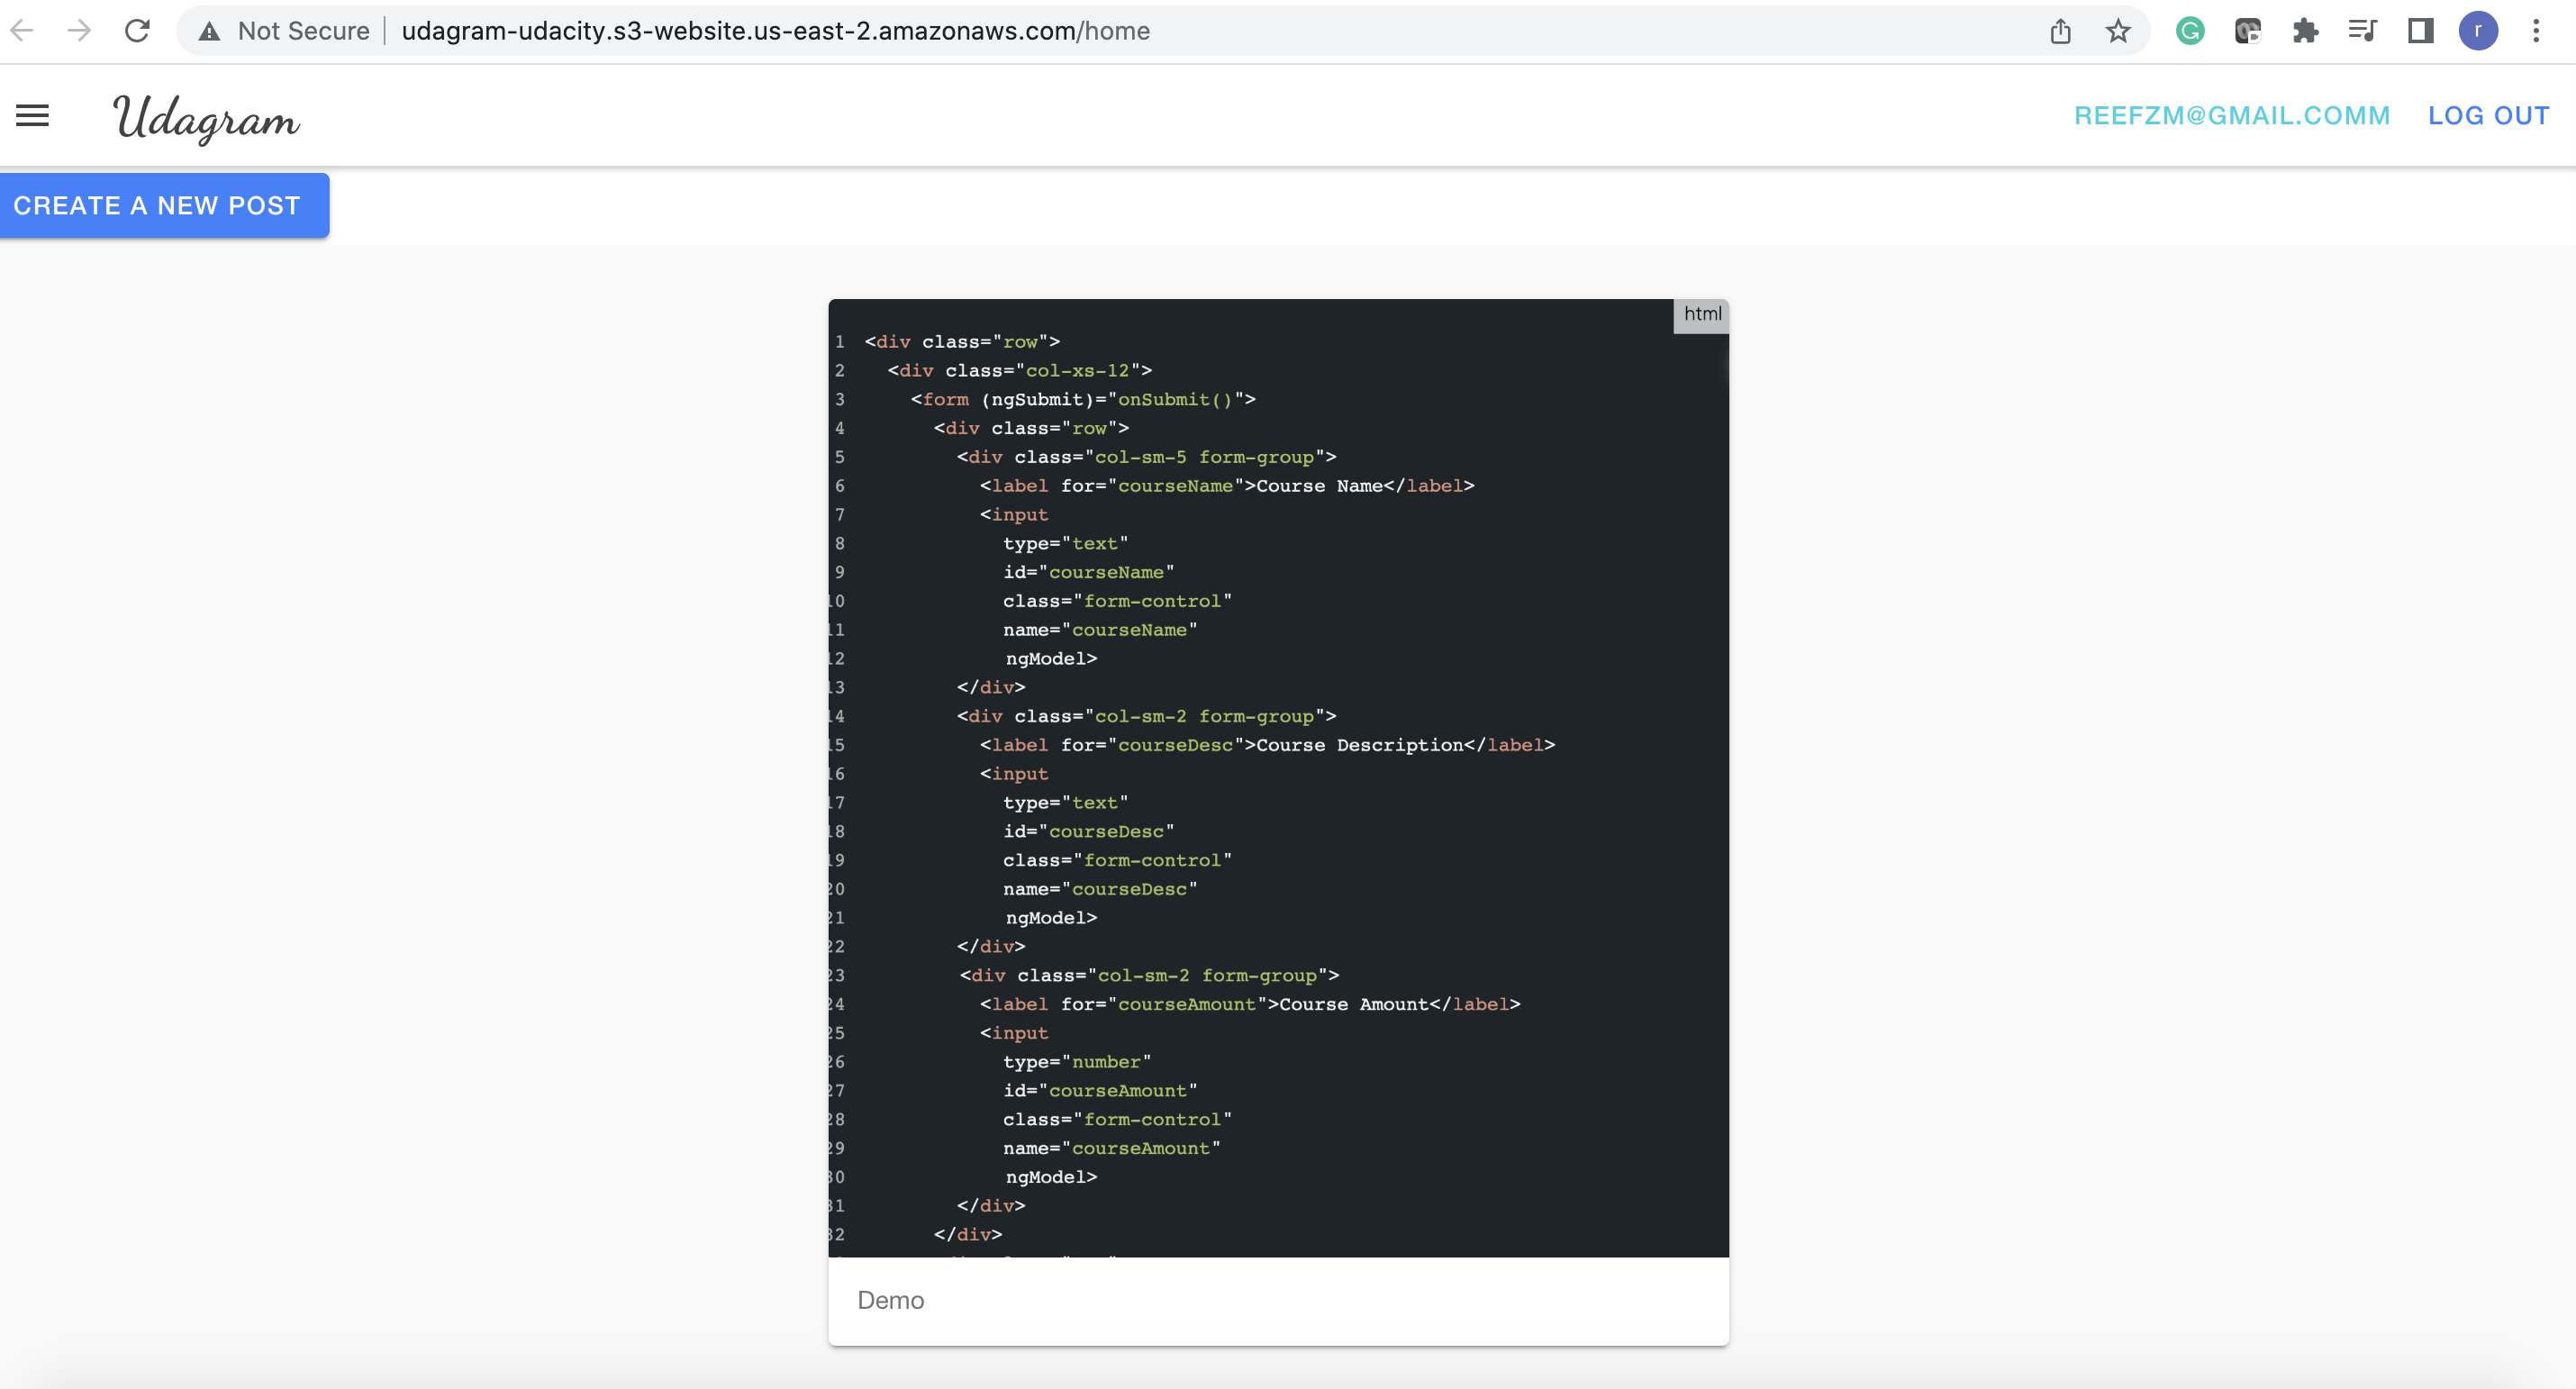 Not Secure udagram-udacity.s3-website.us-east-2.amazonaws.com/home
r
Udagram
REEFZM@GMAIL.COMM LOG OUT
CREATE A NEW POST
html
1 <div class="row">
2 <div class="col-xs-12">
3 <form (ngSubmit)="onSubmit()">
4 <div class="row">
5 <div class="col-sm-5 form-group">
6 <label for="courseName">Course Name</label>
7 <input
8 type="text"
9 id="courseName"
10 class="form-control"
11 name="courseName"
12 ngModel>
13 </div>
14 <div class="col-sm-2 form-group">
15 <label for="courseDesc">Course Description</label>
16 <input
17 type="text"
18 id="courseDesc"
19 class="form-control"
20 name="courseDesc"
21 ngModel>
22 </div>
23 <div class="col-sm-2 form-group">
24 <label for="courseAmount">Course Amount</label>
25 <input
26 type="number"
27 id="courseAmount"
28 class="form-control"
29 name="courseAmount"
30 ngModel>
31 </div>
32 </div>
Demo